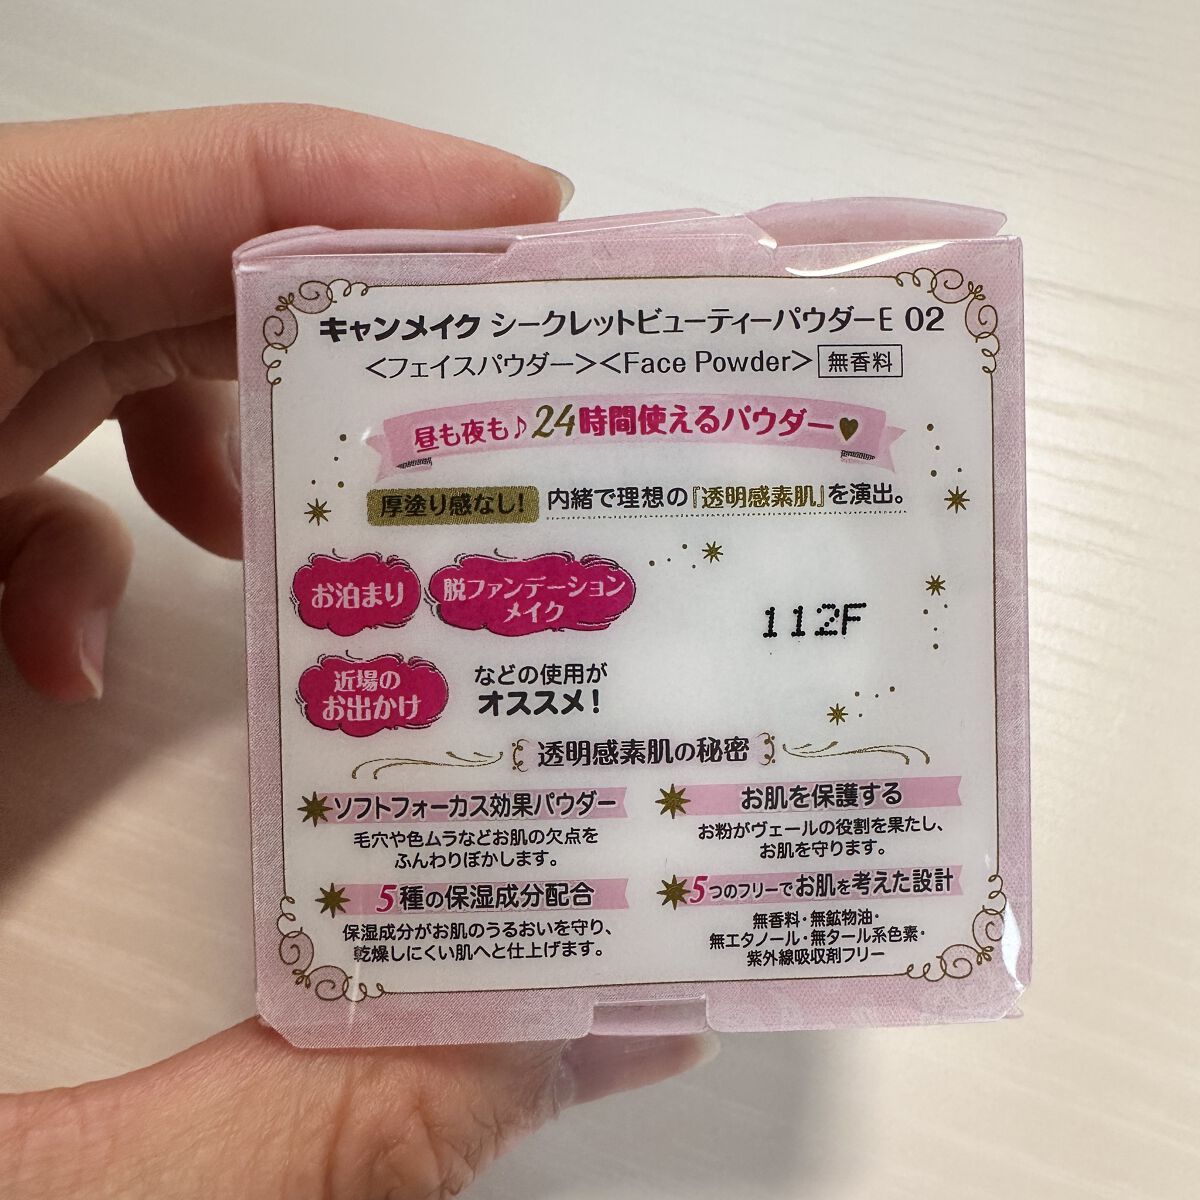 キャンメイク シークレットビューティーパウダーE 02
<フェイスパウダー><Face Powder> 無香料
昼も夜も♪24時間使えるパウダー♥
厚塗り感なし! 内緒で理想の『透明感素肌』を演出。
お泊まり
脱ファンデーション
メイク
112F
近場の
お出かけ
などの使用が
オススメ!
透明感素肌の秘密
ソフトフォーカス効果パウダー
毛穴や色ムラなどお肌の欠点を
ふんわりぼかします。
お肌を保護する
お粉がヴェールの役割を果たし、
お肌を守ります。
5種の保湿成分配合
保湿成分がお肌のうるおいを守り、
乾燥しにくい肌へと仕上げます。
5つのフリーでお肌を考えた設計
無香料・無鉱物油・
無エタノール・無タール系色素・
紫外線吸収剤フリー